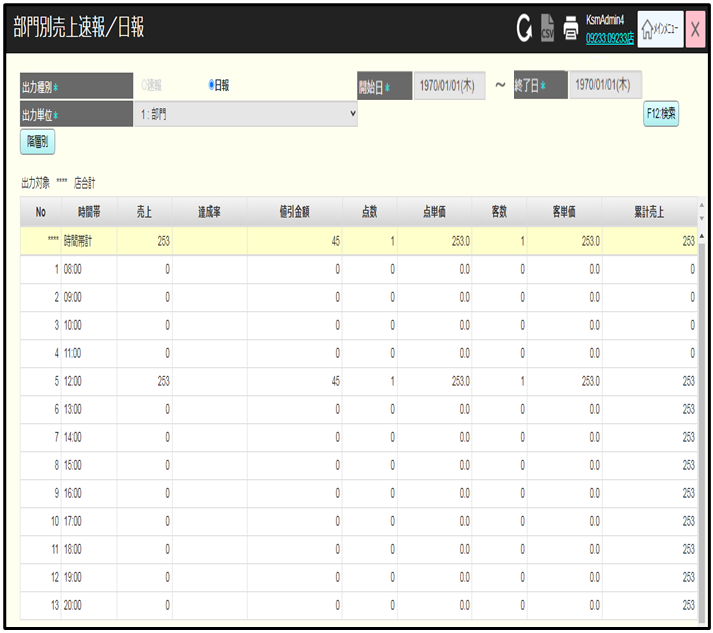 部門別売上速報／日報
CSV
KsmAdmin4
09233:09233店
メインメニュー
出力種別* 速報 日報 開始日* 1970/01/01(木) ～ 終了日* 1970/01/01(木)
出力単位* 1 : 部門 F12:検索
階層別
出力対象 **** 店合計
No 時間帯 売上 達成率 値引金額 点数 点単価 客数 客単価 累計売上
**** 時間帯計 253 45 1 253.0 1 253.0 253
1 08:00 0 0 0 0.0 0 0.0 0
2 09:00 0 0 0 0.0 0 0.0 0
3 10:00 0 0 0 0.0 0 0.0 0
4 11:00 0 0 0 0.0 0 0.0 0
5 12:00 253 45 1 253.0 1 253.0 253
6 13:00 0 0 0 0.0 0 0.0 253
7 14:00 0 0 0 0.0 0 0.0 253
8 15:00 0 0 0 0.0 0 0.0 253
9 16:00 0 0 0 0.0 0 0.0 253
10 17:00 0 0 0 0.0 0 0.0 253
11 18:00 0 0 0 0.0 0 0.0 253
12 19:00 0 0 0 0.0 0 0.0 253
13 20:00 0 0 0 0.0 0 0.0 253